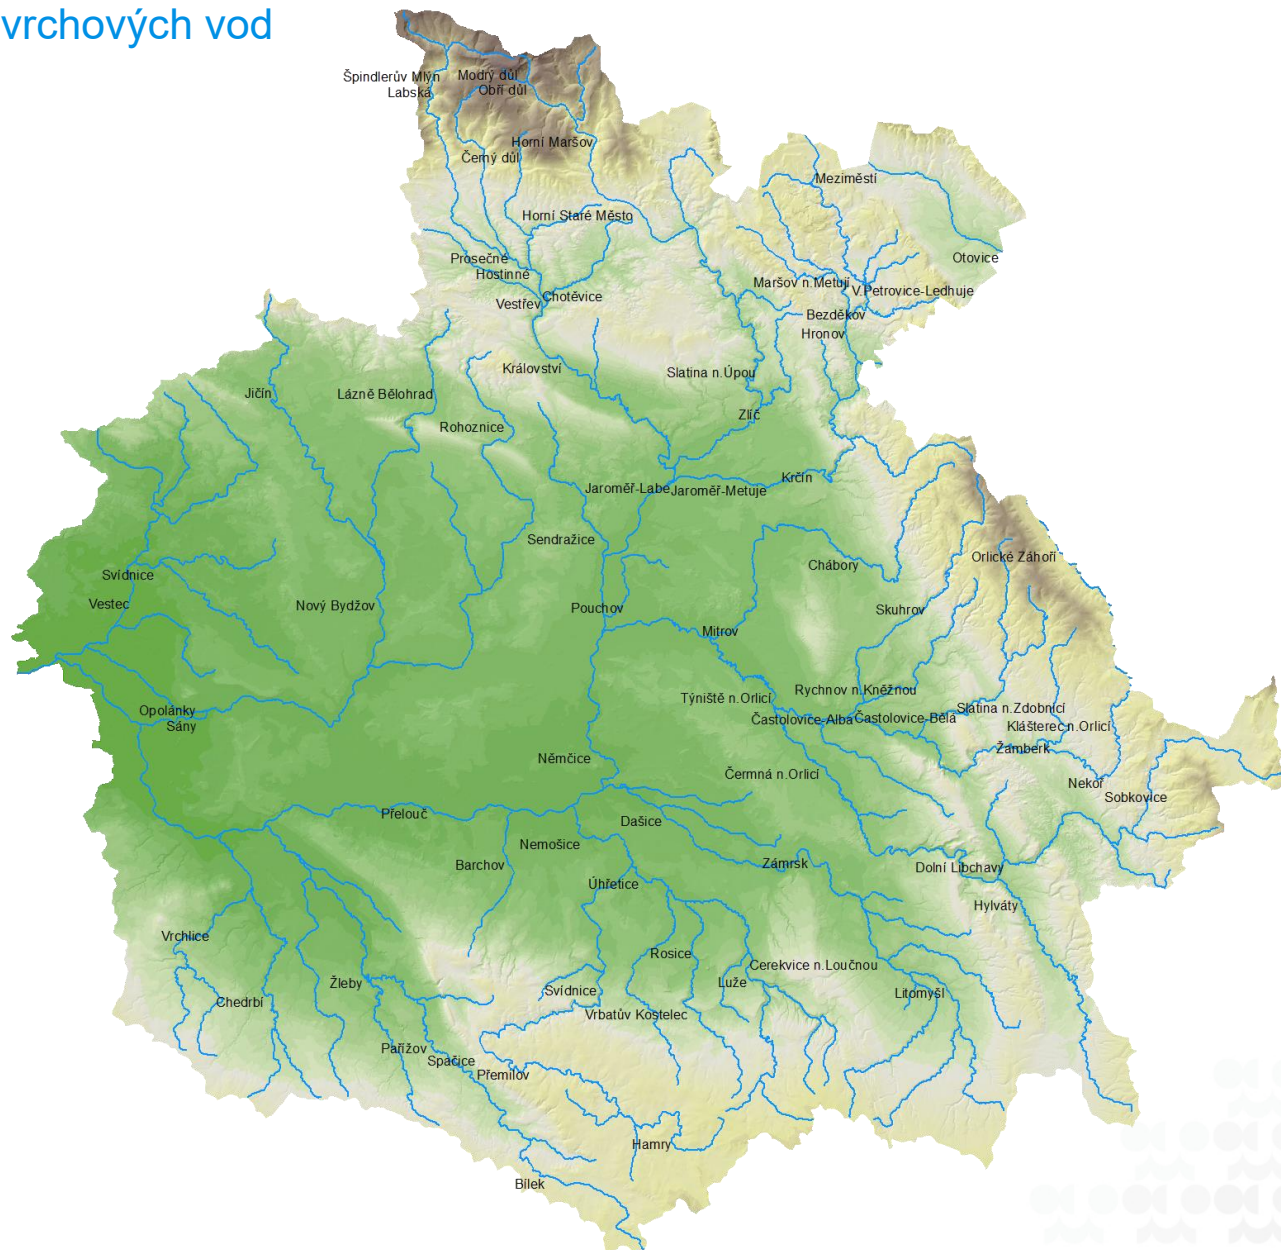 vrchových vod
Špindlerův Mlýn
Labská
Modrý důl
Obří důl
Horní Maršov
Černý důl
Meziměstí
Horní Staré Město
Otovice
Prosečné
Hostinné
Maršov n.Metují
V.Petrovice-Ledhuje
Vestřev
Chotěvice
Bezděkov
Hronov
Království
Slatina n.Úpou
Jičín
Lázně Bělohrad
Zlíč
Rohoznice
Krčín
Jaroměř-Labe
Jaroměř-Metuje
Sendražice
Orlické Záhoří
Chábory
Svídnice
Vestec
Nový Bydžov
Pouchov
Skuhrov
Mitrov
Rychnov n.Kněžnou
Týniště n.Orlicí
Opolánky
Sány
Častolovice-Alba
Častolovice-Bělá
Slatina n.Zdobnicí
Klášterec n.Orlicí
Žamberk
Němčice
Čermná n.Orlicí
Nekoř
Sobkovice
Přelouč
Dašice
Nemošice
Barchov
Zámrsk
Dolní Libchavy
Úhřetice
Hylváty
Vrchlice
Rosice
Cerekvice n.Loučnou
Žleby
Luže
Svídnice
Litomyšl
Chedrbí
Vrbatův Kostelec
Pařížov
Spačice
Přemilov
Hamry
Bílek